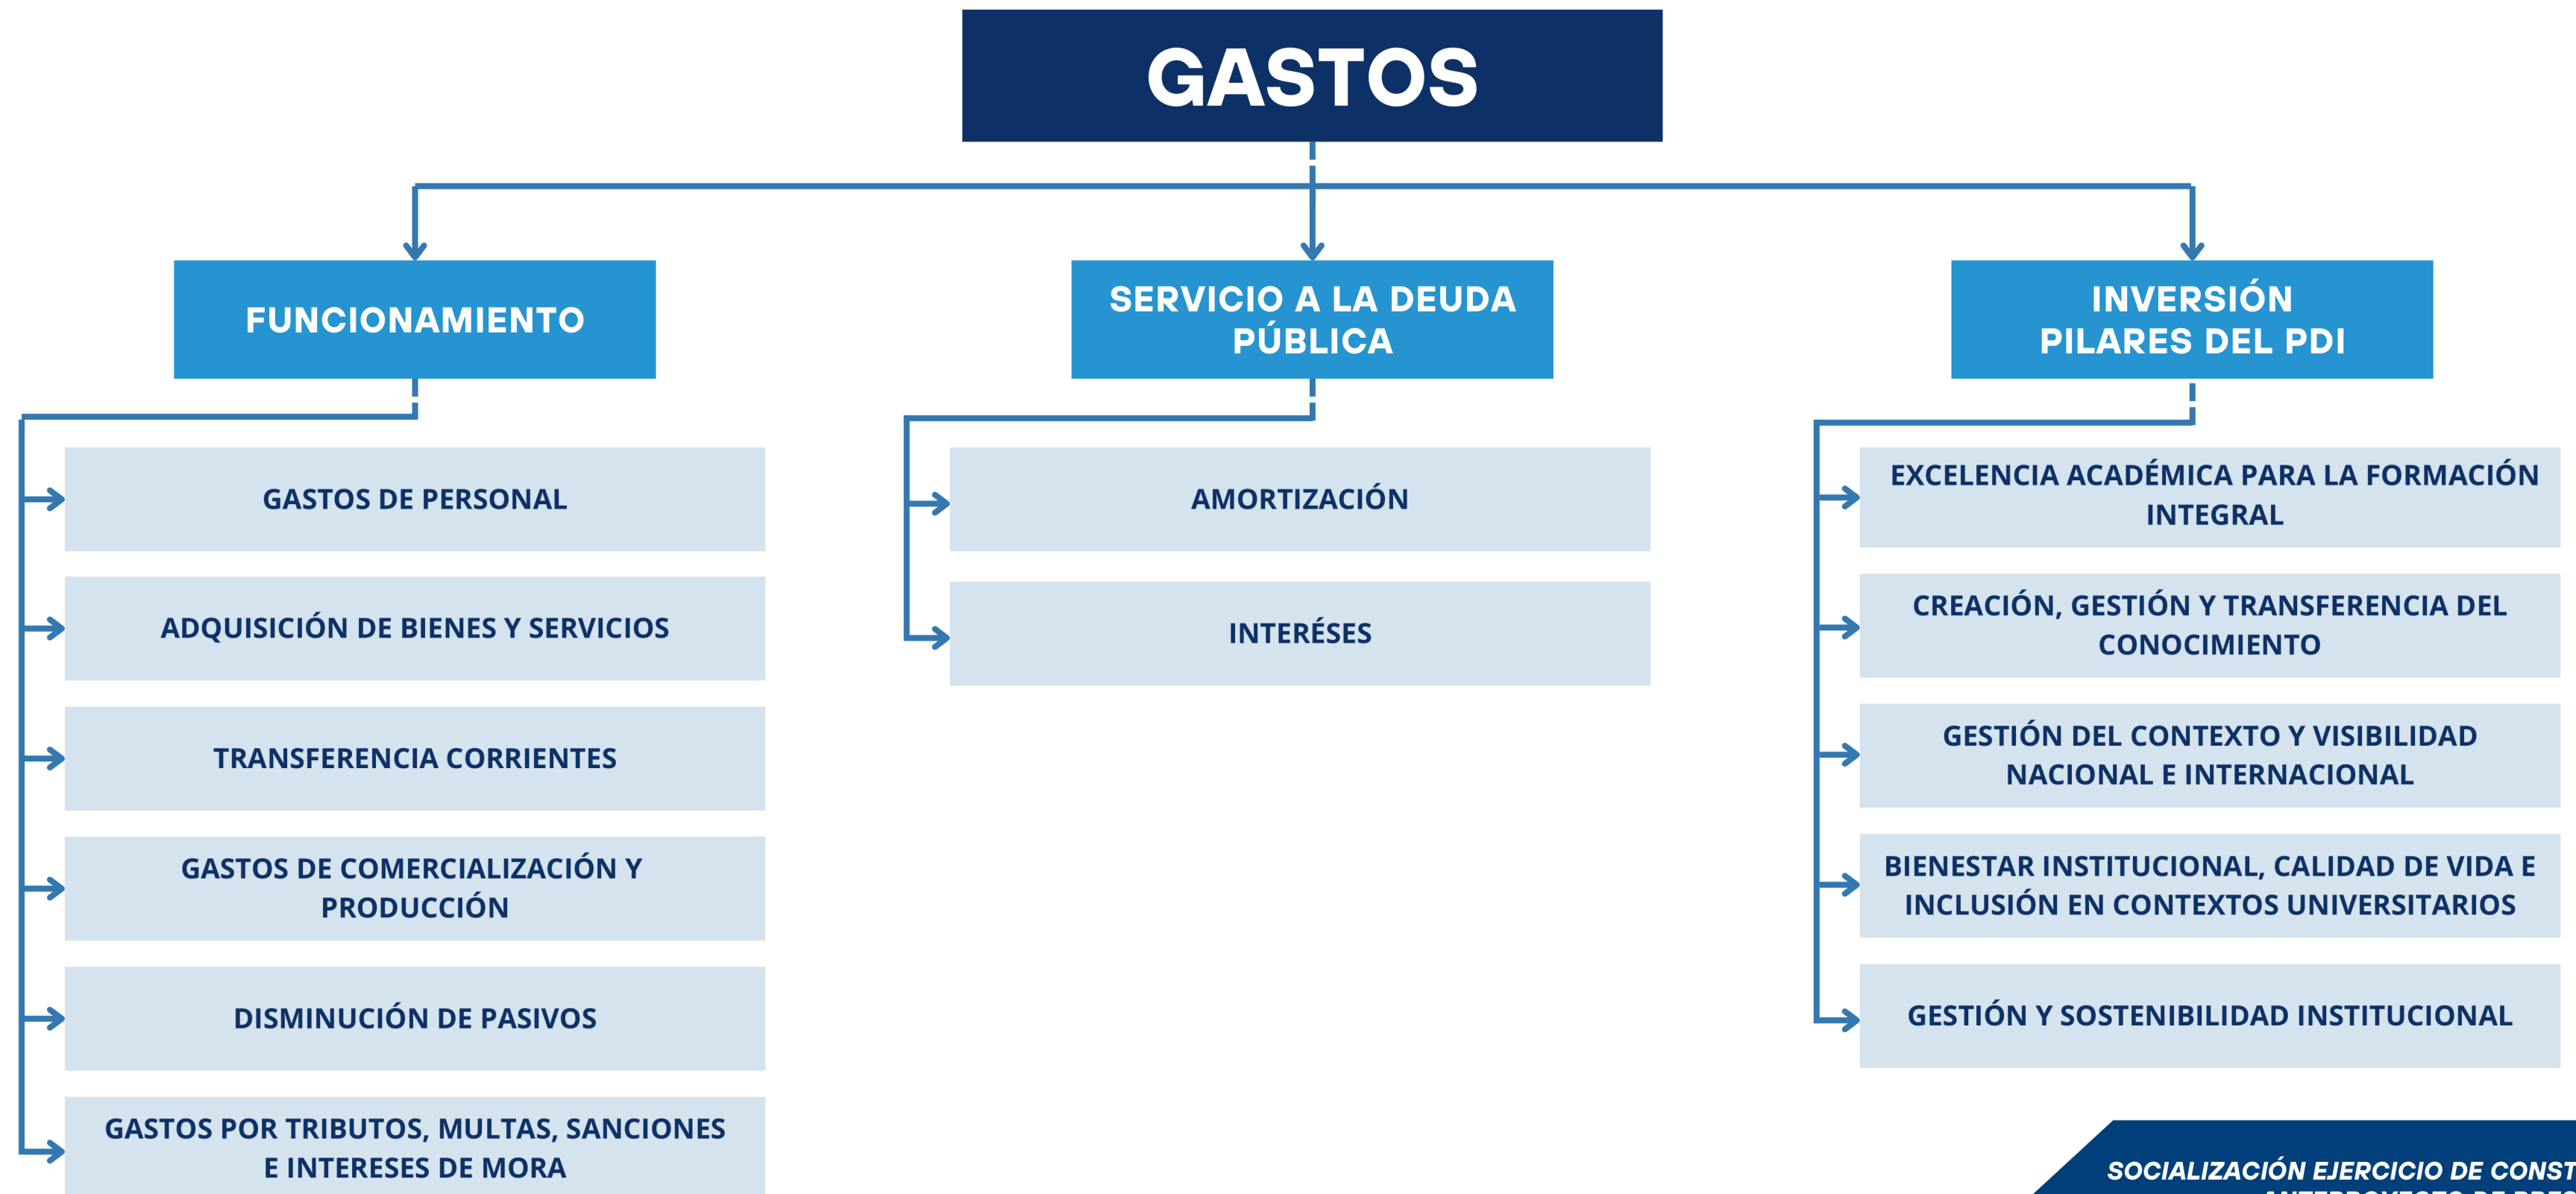 GASTOS
FUNCIONAMIENTO
GASTOS DE PERSONAL
ADQUISICIÓN DE BIENES Y SERVICIOS
TRANSFERENCIA CORRIENTES
GASTOS DE COMERCIALIZACIÓN Y
PRODUCCIÓN
DISMINUCIÓN DE PASIVOS
GASTOS POR TRIBUTOS, MULTAS, SANCIONES
E INTERESES DE MORA
SERVICIO A LA DEUDA
PÚBLICA
AMORTIZACIÓN
INTERÉSES
INVERSIÓN
PILARES DEL PDI
EXCELENCIA ACADÉMICA PARA LA FORMACIÓN
INTEGRAL
CREACIÓN, GESTIÓN Y TRANSFERENCIA DEL
CONOCIMIENTO
GESTIÓN DEL CONTEXTO Y VISIBILIDAD
NACIONAL E INTERNACIONAL
BIENESTAR INSTITUCIONAL, CALIDAD DE VIDA E
INCLUSIÓN EN CONTEXTOS UNIVERSITARIOS
GESTIÓN Y SOSTENIBILIDAD INSTITUCIONAL
SOCIALIZACIÓN EJERCICIO DE CONST